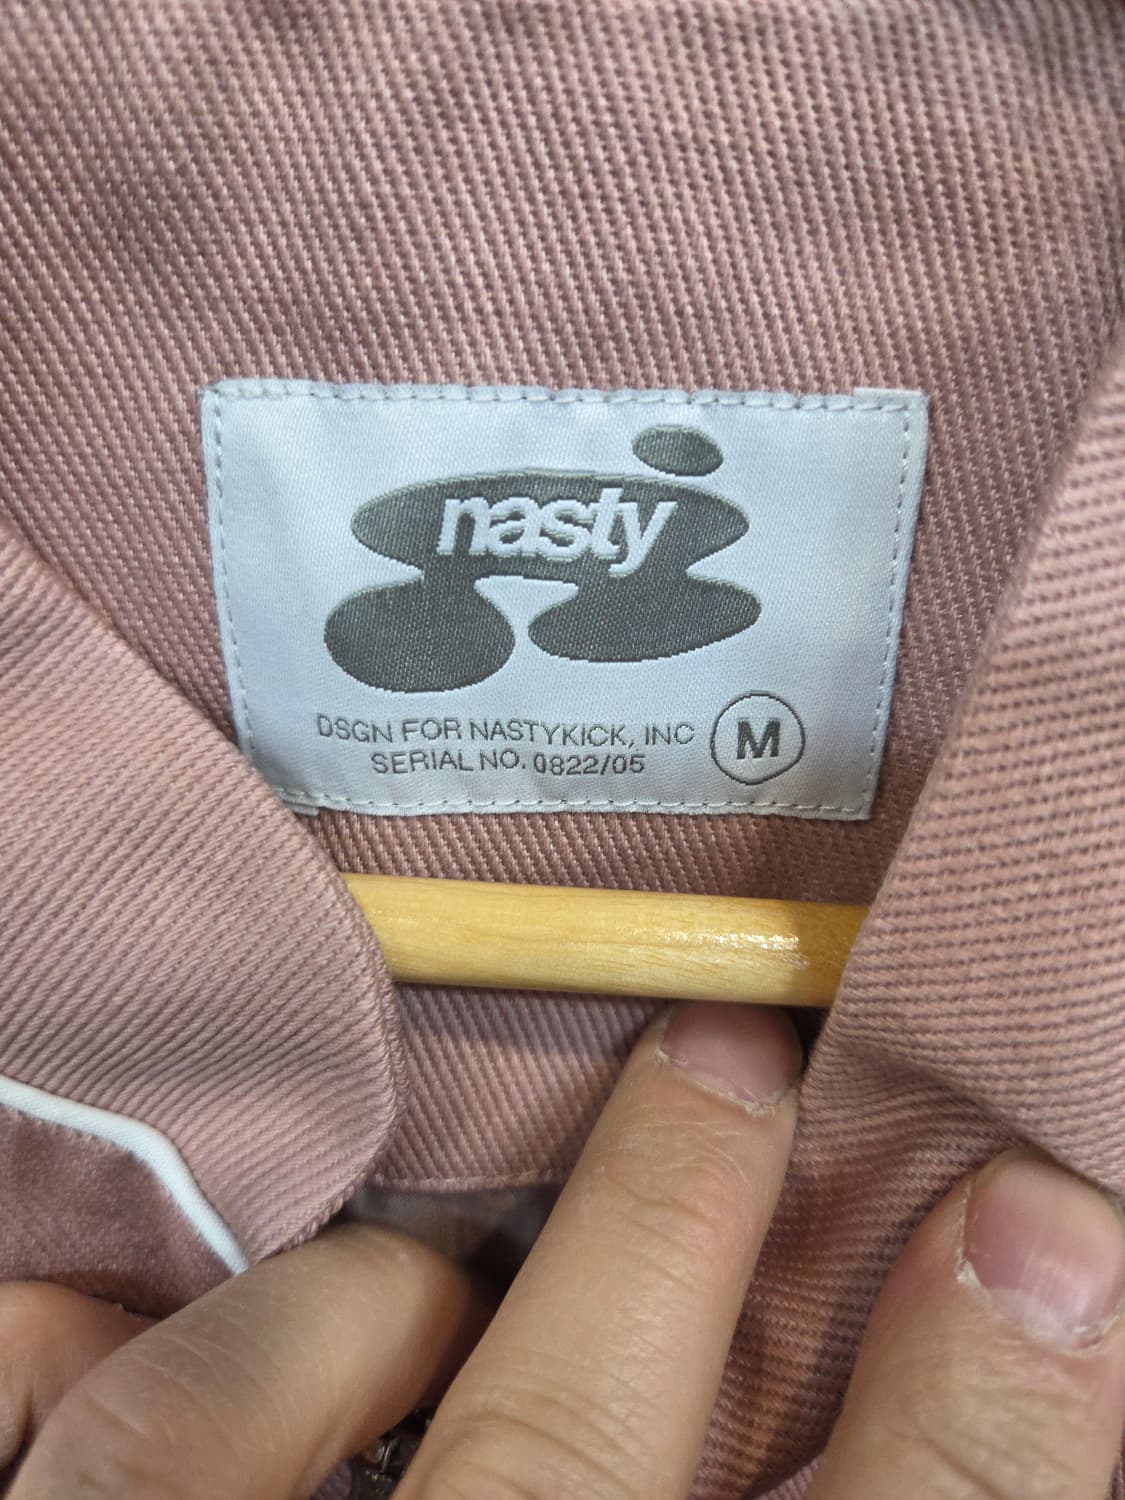 nasty
DSGN FOR NASTYKICK, INC
SERIAL NO. 0822/05
M